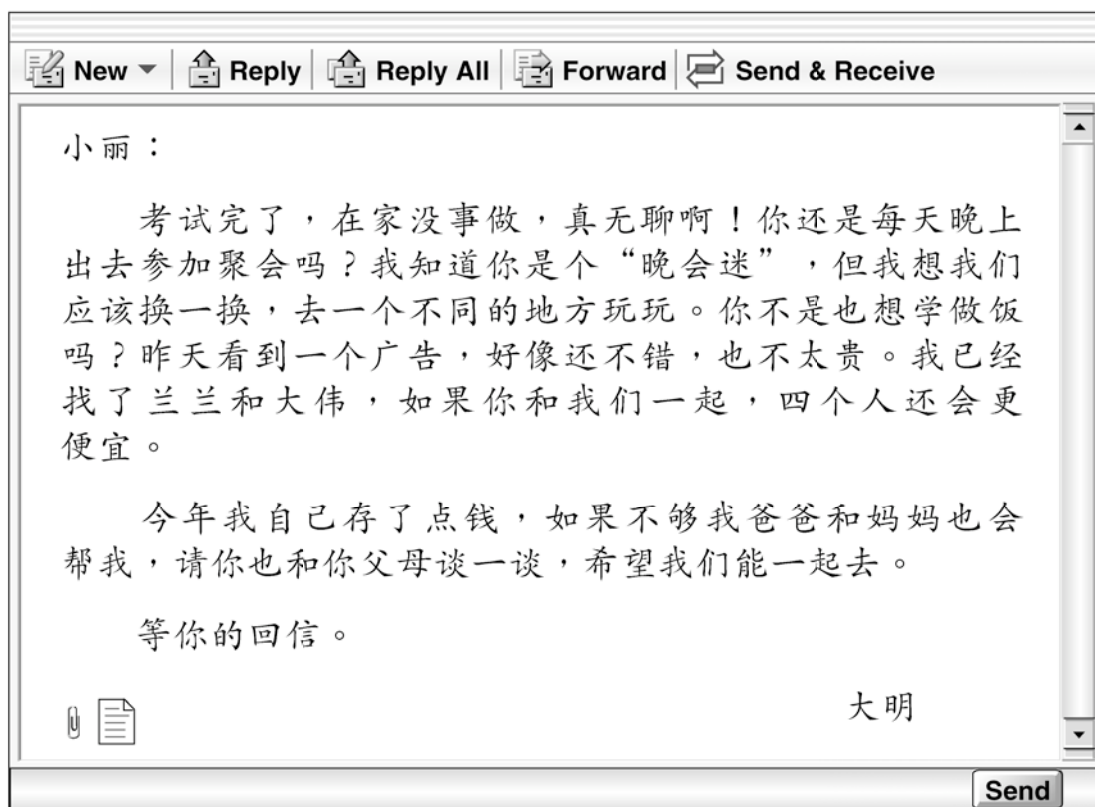 New Reply Reply All Forward Send & Receive
小丽：
考试完了，在家没事做，真无聊啊！你还是每天晚上
出去参加聚会吗？我知道你是个“晚会迷”，但我想我们
应该换一换，去一个不同的地方玩玩。你不是也想学做饭
吗？昨天看到一个广告，好像还不错，也不太贵。我已经
找了兰兰和大伟，如果你和我们一起，四个人还会更
便宜。
今年我自己存了点钱，如果不够我爸爸和妈妈也会
帮我，请你也和你父母谈一谈，希望我们能一起去。
等你的回信。
大明
Send